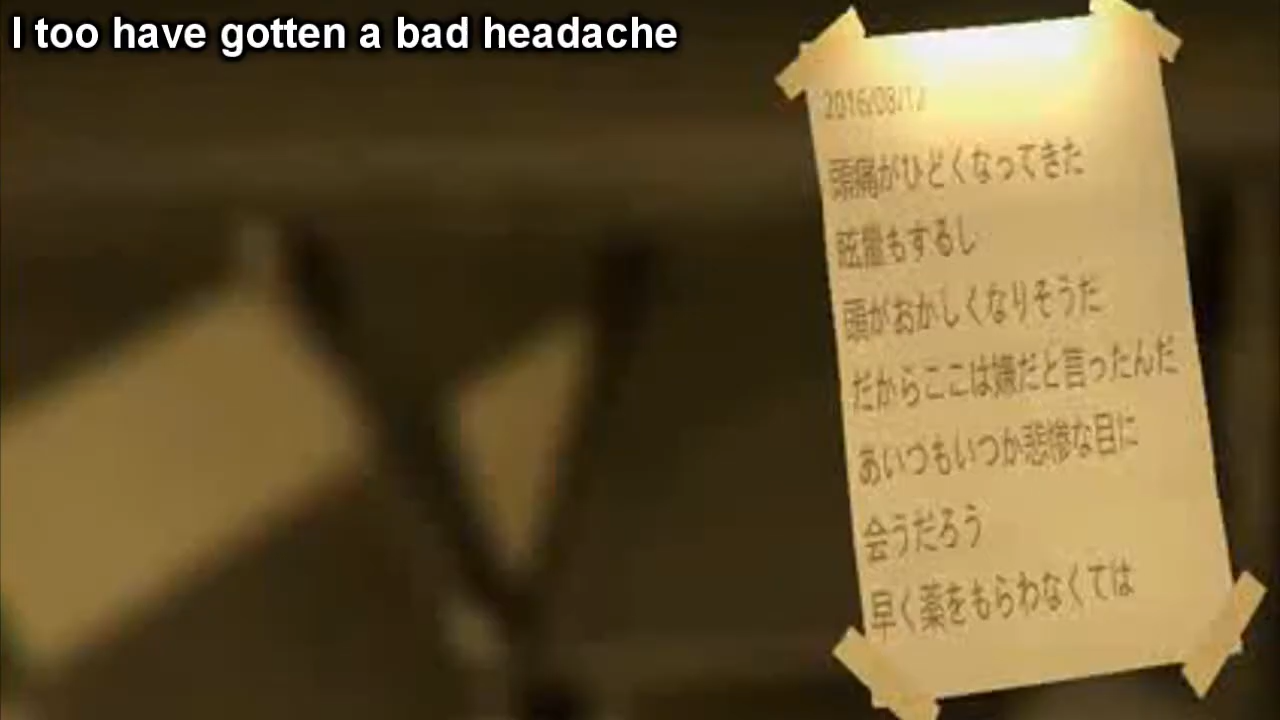 I too have gotten a bad headache
2016/08/12
頭痛がひどくなってきた
眩暈もするし
頭がおかしくなりそうだ
だからここは嫌だと言ったんだ
あいつもいつか悲惨な目に
会うだろう
早く薬をもらわなくては